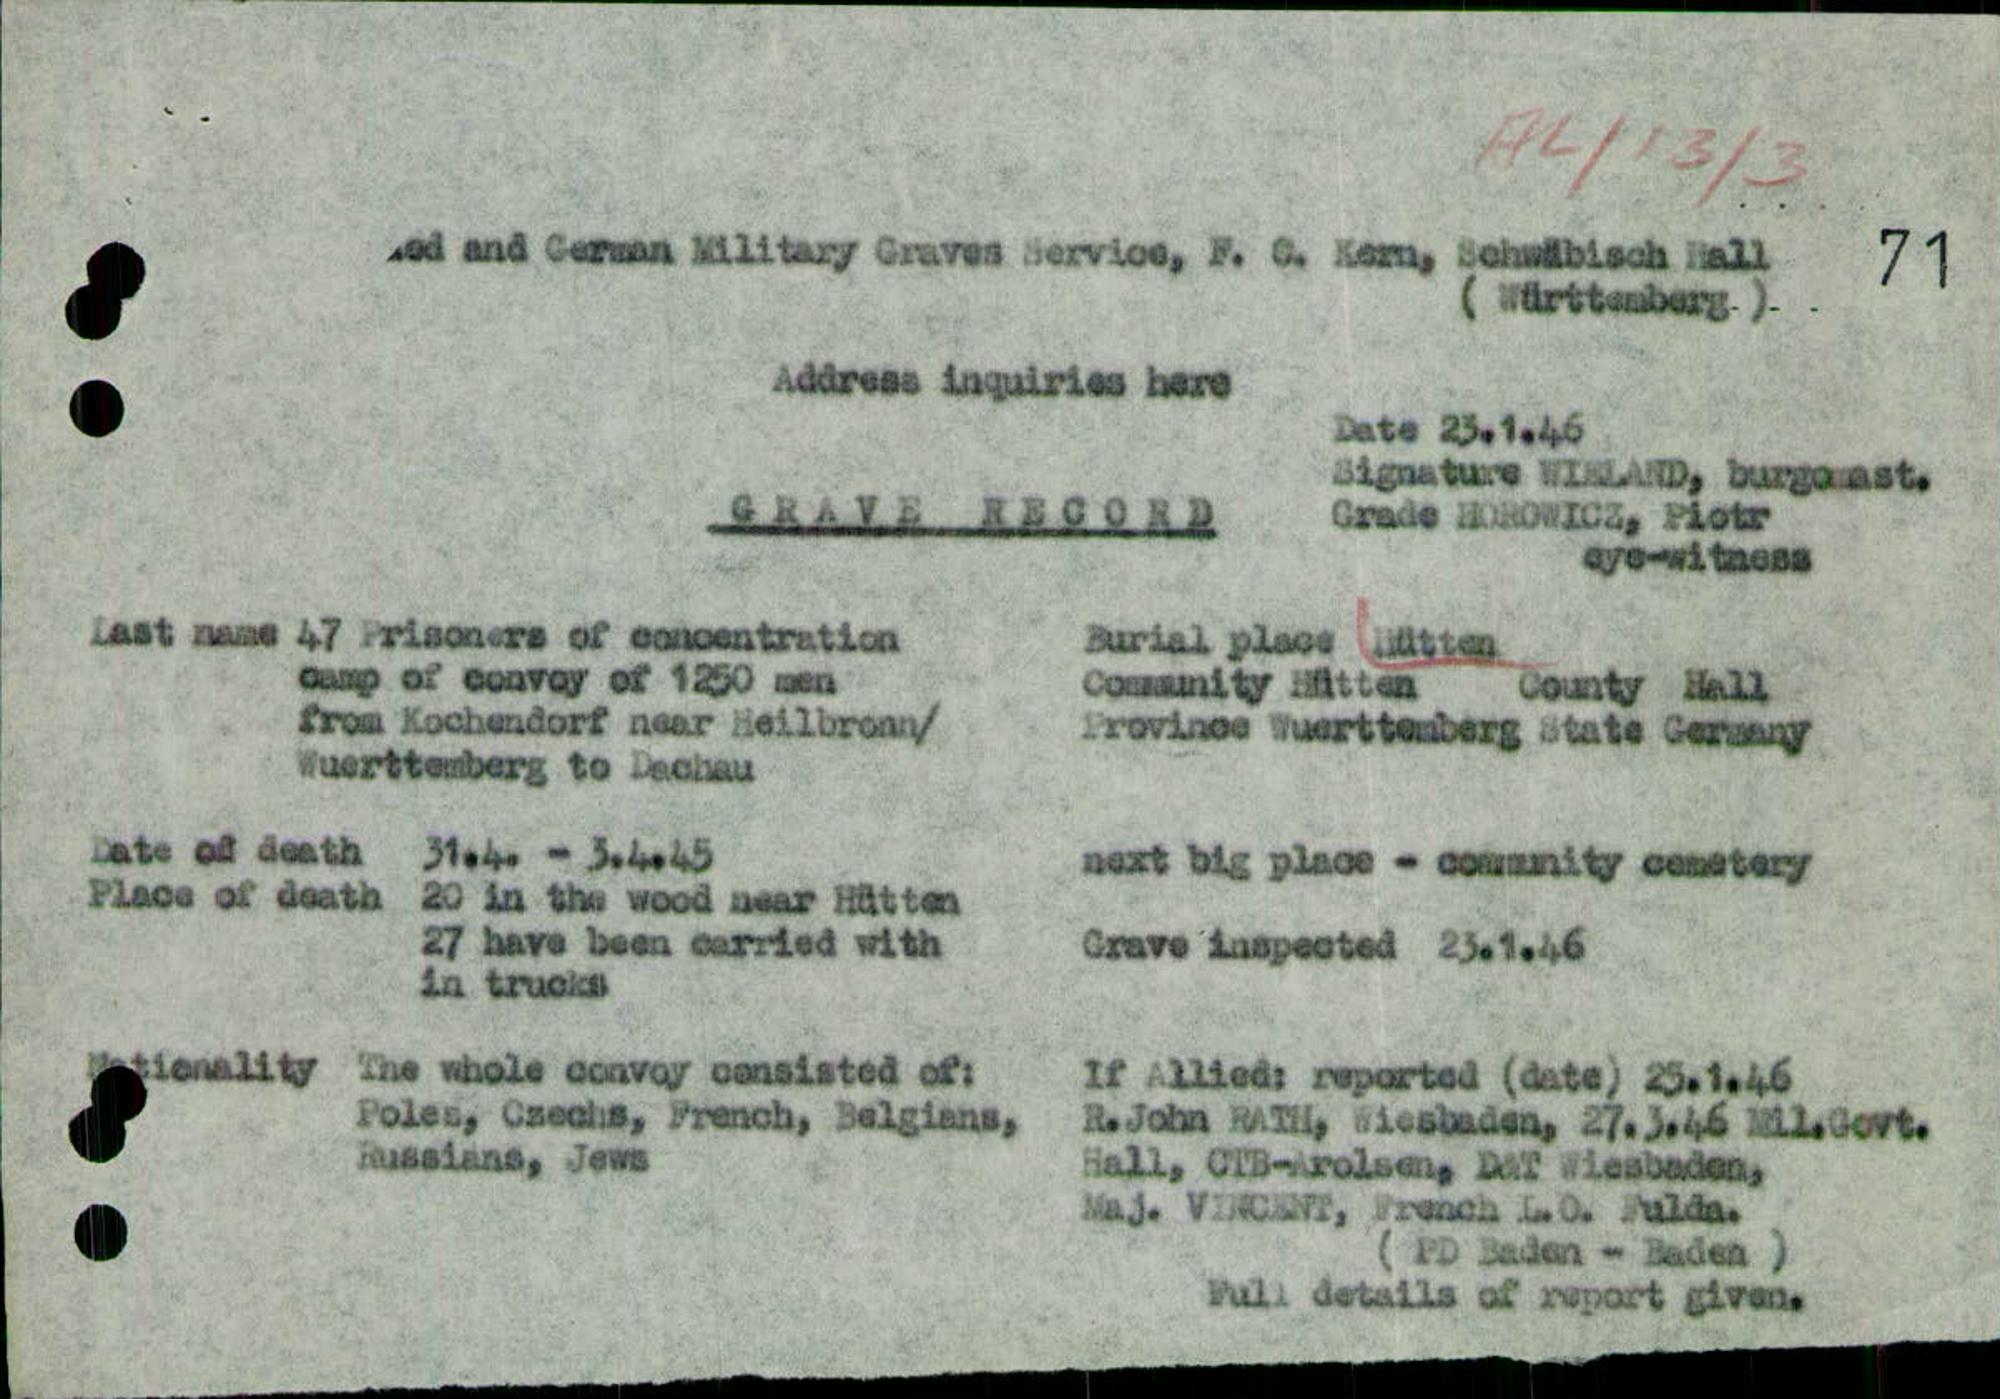 AL/13/3
71
ed and German Military Graves Service, F. C. Kern, Schwäbisch Hall
( Württemberg )
Address inquiries here
Date 23.1.46
Signature WIELAND, burgomast.
Grade HOROWICZ, Piotr
eye-witness
GRAVE RECORD
Last name 47 Prisoners of concentration
camp of convoy of 1250 men
from Kochendorf near Heilbronn/
Wuerttemberg to Dachau
Burial place Hütten
Community Hütten County Hall
Province Wuerttemberg State Germany
Date of death 31.4. - 3.4.45
Place of death 20 in the wood near Hütten
27 have been carried with
in trucks
next big place - community cemetery
Grave inspected 23.1.46
Nationality The whole convoy consisted of:
Poles, Czechs, French, Belgians,
Russians, Jews
If Allied: reported (date) 25.1.46
R.John RATH, Wiesbaden, 27.3.46 Mil.Govt.
Hall, CTB-Arolsen, D&T Wiesbaden,
Maj. VINCENT, French L.O. Fulda.
( PD Baden - Baden )
Full details of report given.